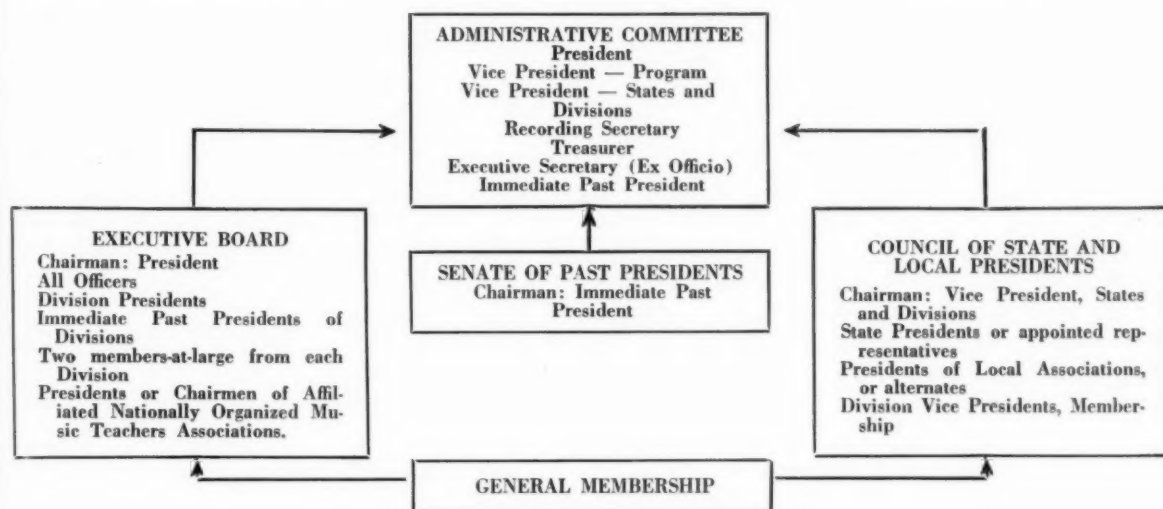 ADMINISTRATIVE COMMITTEE
President
Vice President — Program
Vice President — States and
Divisions
Recording Secretary
Treasurer
Executive Secretary (Ex Officio)
Immediate Past President
EXECUTIVE BOARD
Chairman: President
All Officers
Division Presidents
Immediate Past Presidents of
Divisions
Two members-at-large from each
Division
Presidents or Chairmen of Affil-
iated Nationally Organized Mu-
sic Teachers Associations.
SENATE OF PAST PRESIDENTS
Chairman: Immediate Past
President
COUNCIL OF STATE AND
LOCAL PRESIDENTS
Chairman: Vice President, States
and Divisions
State Presidents or appointed rep-
resentatives
Presidents of Local Associations,
or alternates
Division Vice Presidents, Member-
ship
GENERAL MEMBERSHIP